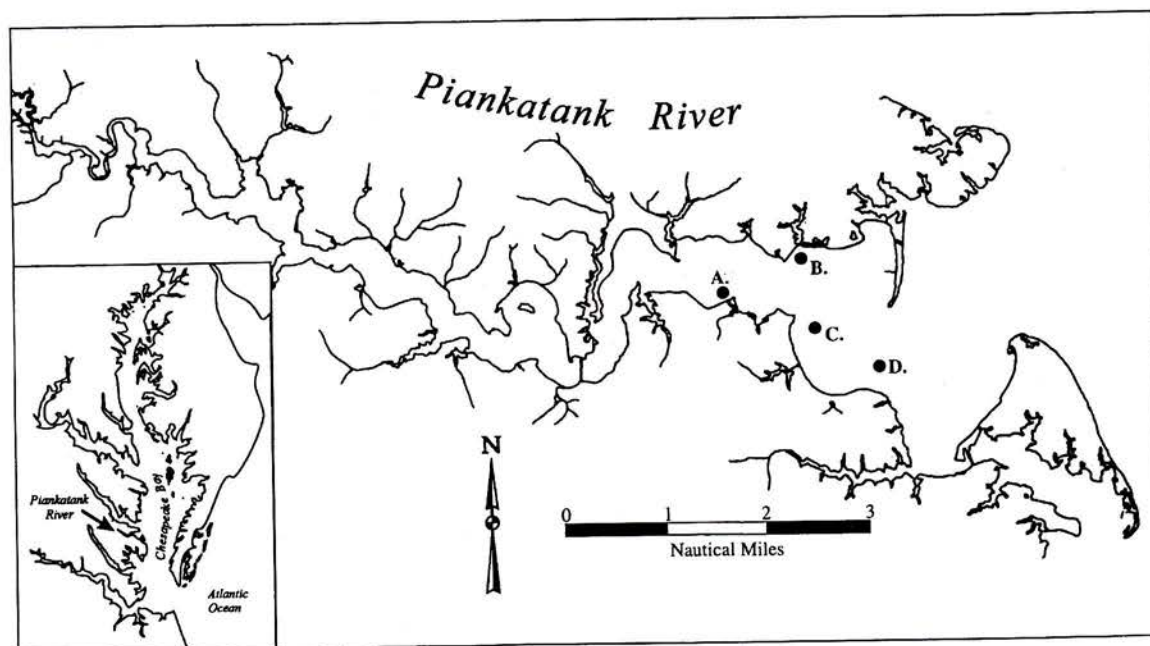 Piankatank River
A.
B.
C.
D.
N
0 1 2 3
Nautical Miles
Piankatank
River
Chesapeake Bay
Atlantic
Ocean